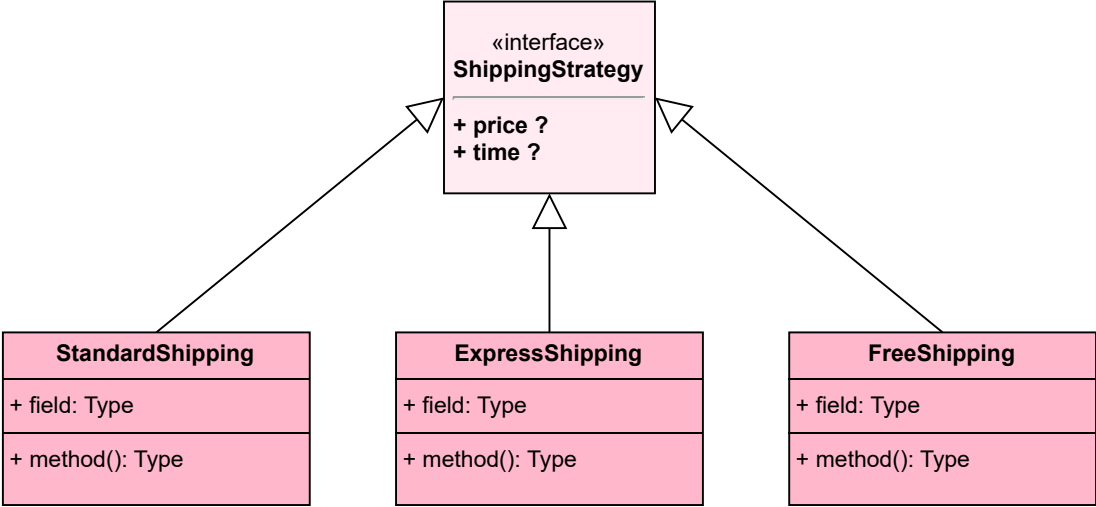 «interface»
ShippingStrategy
+ price ?
+ time ?
StandardShipping
+ field: Type
+ method(): Type
ExpressShipping
+ field: Type
+ method(): Type
FreeShipping
+ field: Type
+ method(): Type